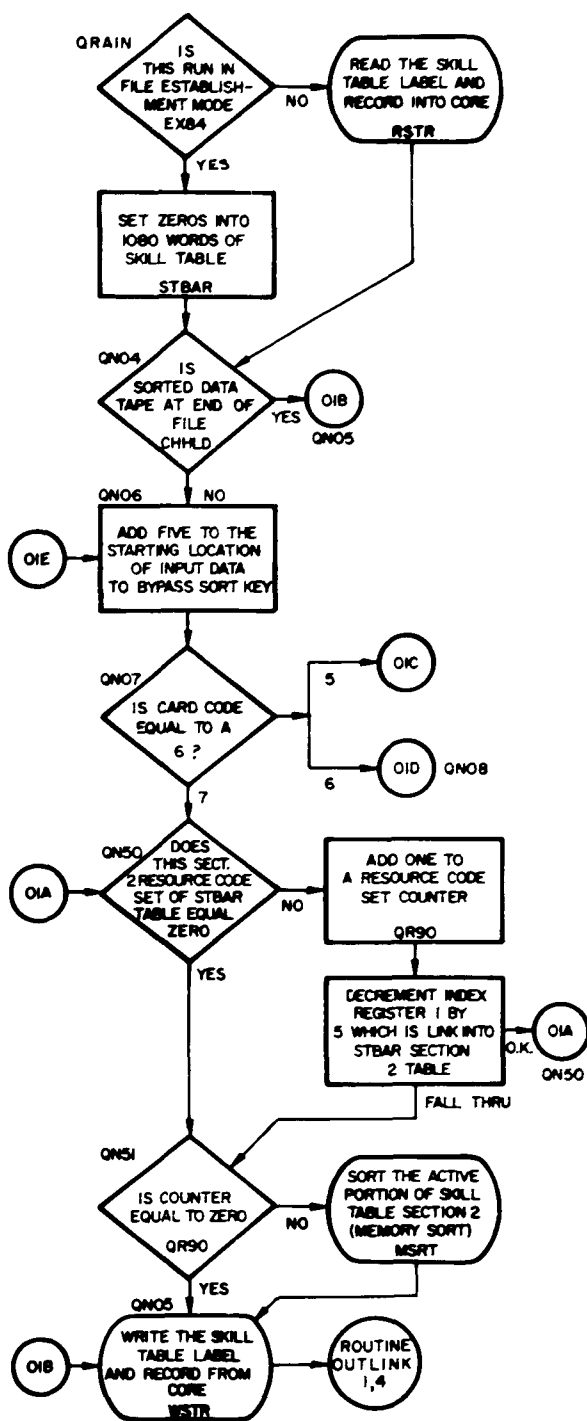 QRAIN
IS
THIS RUN IN
FILE ESTABLISH-
MENT MODE
EX84
NO
READ THE SKILL
TABLE LABEL AND
RECORD INTO CORE
RSTR
YES
SET ZEROS INTO
1080 WORDS OF
SKILL TABLE
STBAR
QN04
IS
SORTED DATA
TAPE AT END OF
FILE
CHHLD
YES
01B
QN05
QN06
NO
01E
ADD FIVE TO THE
STARTING LOCATION
OF INPUT DATA
TO BYPASS SORT KEY
QN07
IS CARD CODE
EQUAL TO A
6 ?
5
01C
6
01D
QN08
7
QN50
DOES
THIS SECT.
2 RESOURCE CODE
SET OF STBAR
TABLE EQUAL
ZERO
01A
NO
ADD ONE TO
A RESOURCE CODE
SET COUNTER
QR90
YES
DECREMENT INDEX
REGISTER 1 BY
5 WHICH IS LINK INTO
STBAR SECTION
2 TABLE
O.K.
01A
QN50
FALL THRU
QN51
IS COUNTER
EQUAL TO ZERO
QR90
NO
SORT THE ACTIVE
PORTION OF SKILL
TABLE SECTION 2
(MEMORY SORT)
MSRT
YES
QN05
01B
WRITE THE SKILL
TABLE LABEL
AND RECORD FROM
CORE
WSTR
ROUTINE
OUTLINK
1,4